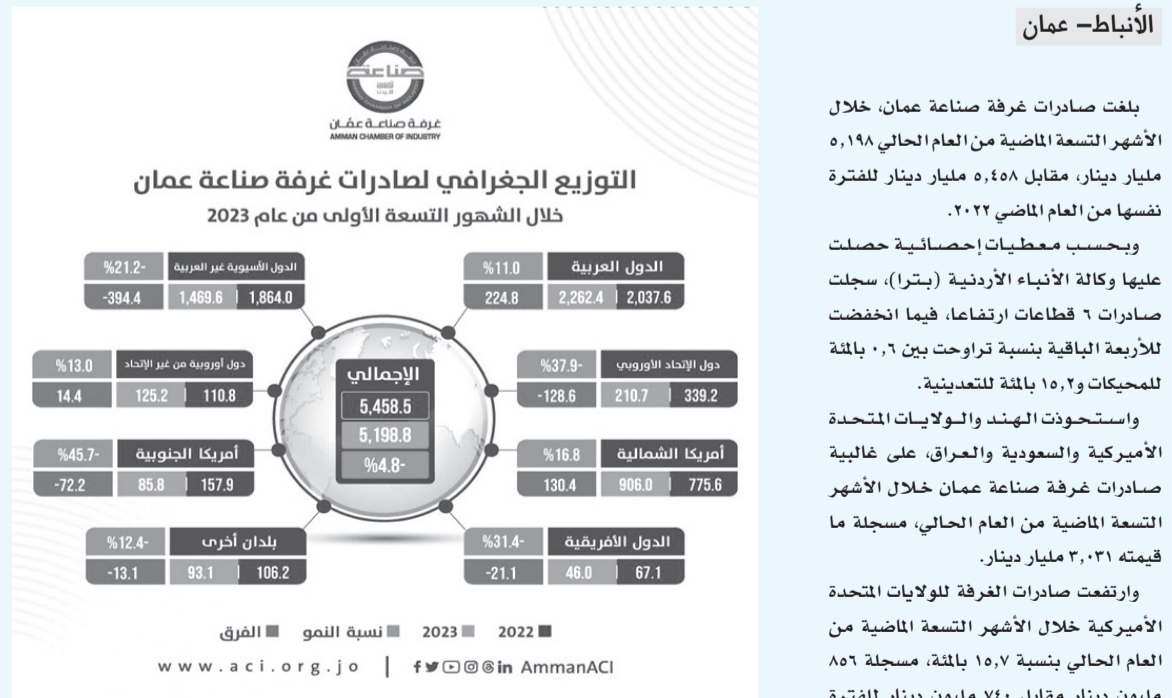 الأنباط– عمان
بلغت صادرات غرفة صناعة عمان، خلال
الأشهر التسعة الماضية من العام الحالي ٥,١٩٨
مليار دينار، مقابل ٥,٤٥٨ مليار دينار للفترة
نفسها من العام الماضي ٢٠٢٢.
وبحسب معطيات إحصائية حصلت
عليها وكالة الأنباء الأردنية (بترا)، سجلت
صادرات ٦ قطاعات ارتفاعا، فيما انخفضت
للأربعة الباقية بنسبة تراوحت بين ٠,٦ بالمئة
للمحيكات و١٥,٢ بالمئة للتعدينية.
واستحوذت الهند والولايات المتحدة
الأميركية والسعودية والعراق، على غالبية
صادرات غرفة صناعة عمان خلال الأشهر
التسعة الماضية من العام الحالي، مسجلة ما
قيمته ٣,٠٣١ مليار دينار.
وارتفعت صادرات الغرفة للولايات المتحدة
الأميركية خلال الأشهر التسعة الماضية من
العام الحالي بنسبة ١٥,٧ بالمئة، مسجلة ٨٥٦
مليون دينار مقابل ٧٤٠ مليون دينار للفترة
صناعة
غرفة صناعة عمّان
AMMAN CHAMBER OF INDUSTRY
التوزيع الجغرافي لصادرات غرفة صناعة عمان
خلال الشهور التسعة الأولى من عام 2023
الدول العربية %11.0
2,037.6 2,262.4 224.8
الدول الأسيوية غير العربية %21.2-
1,864.0 1,469.6 -394.4
دول الإتحاد الأوروبي %37.9-
339.2 210.7 -128.6
دول أوروبية من غير الإتحاد %13.0
110.8 125.2 14.4
الإجمالي
5,458.5
5,198.8
%4.8-
أمريكا الشمالية %16.8
775.6 906.0 130.4
أمريكا الجنوبية %45.7-
157.9 85.8 -72.2
الدول الأفريقية %31.4-
67.1 46.0 -21.1
بلدان أخرى %12.4-
106.2 93.1 -13.1
2022 2023 نسبة النمو الفرق
www.aci.org.jo | AmmanACI